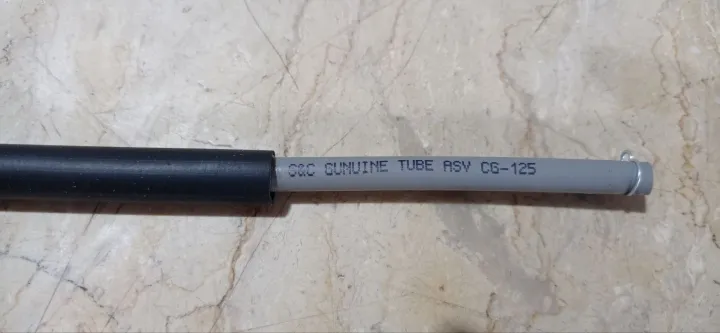 G&C GUNUINE TUBE ASV CG-125